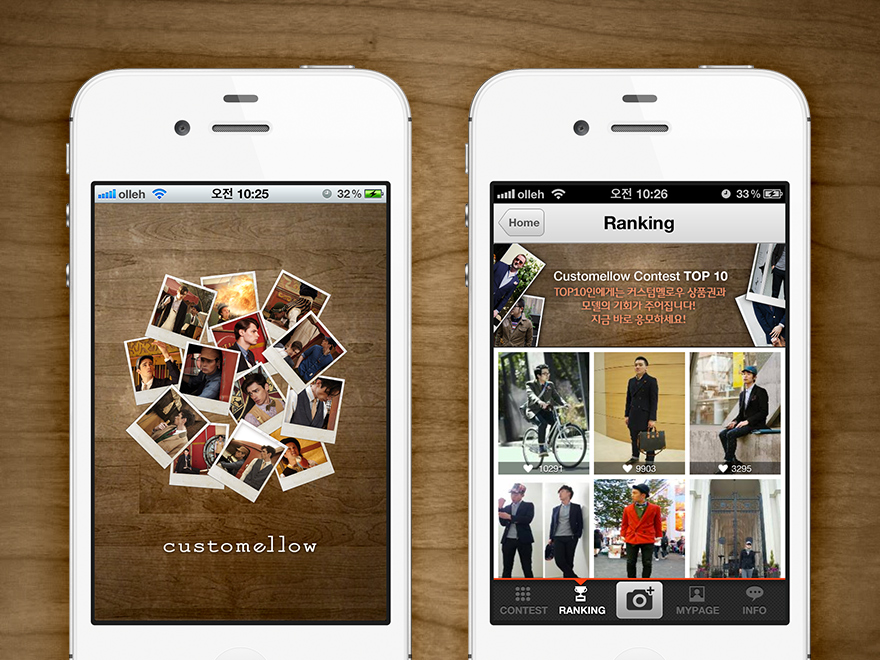 olleh 오전 10:25 32%
customellow
olleh 오전 10:26 33%
Home Ranking
Customellow Contest TOP 10
TOP10인에게는 커스텀멜로우 상품권과
모델의 기회가 주어집니다!
지금 바로 응모하세요!
10291 9903 3295
CONTEST RANKING MYPAGE INFO